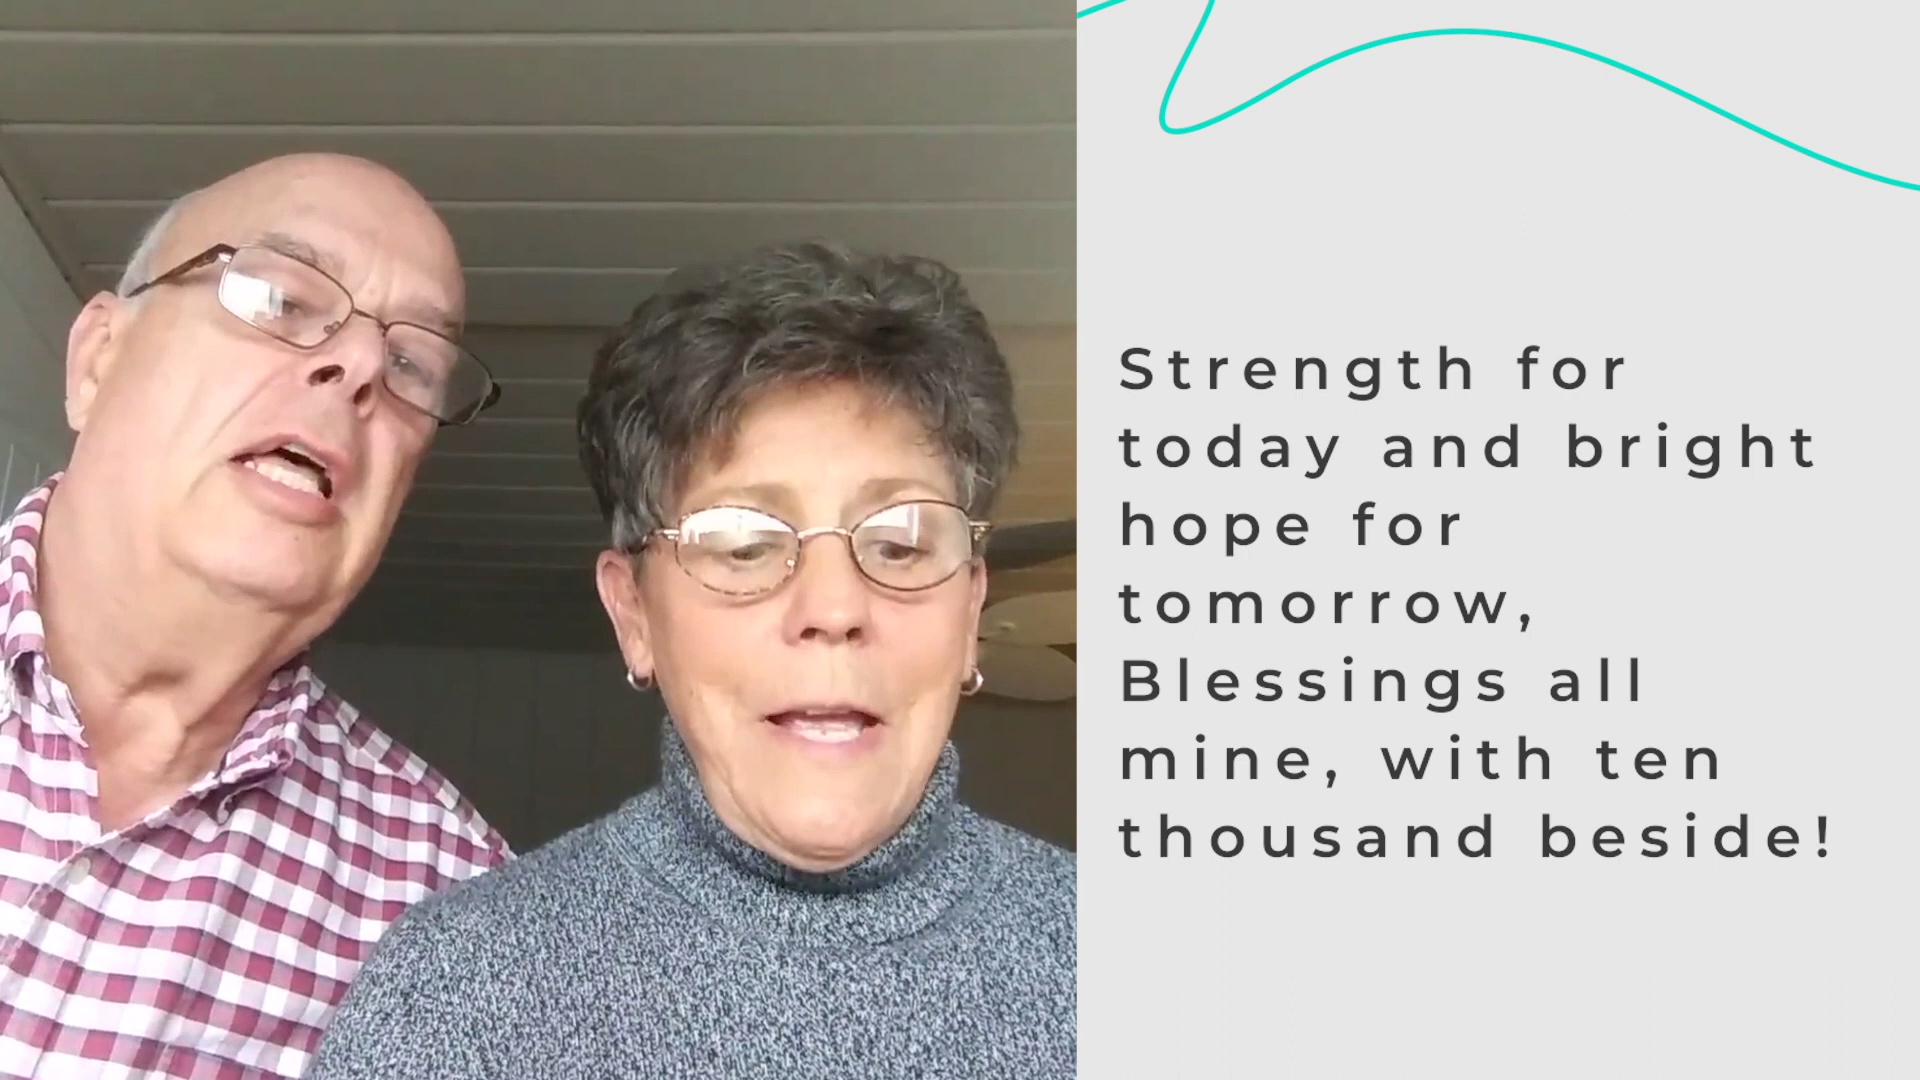 Strength for
today and bright
hope for
tomorrow,
Blessings all
mine, with ten
thousand beside!